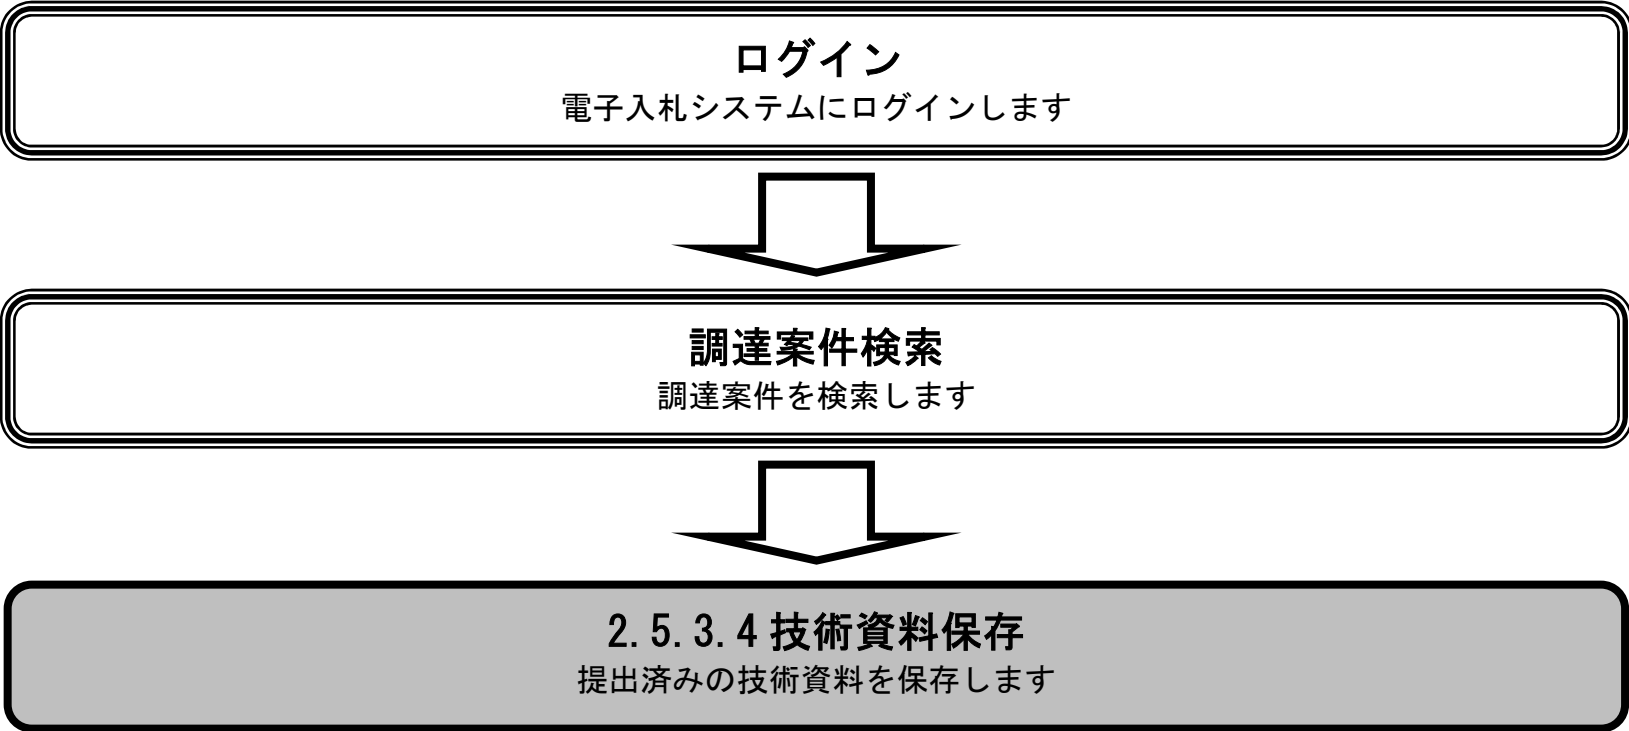 ログイン
電子入札システムにログインします
調達案件検索
調達案件を検索します
2.5.3.4 技術資料保存
提出済みの技術資料を保存します